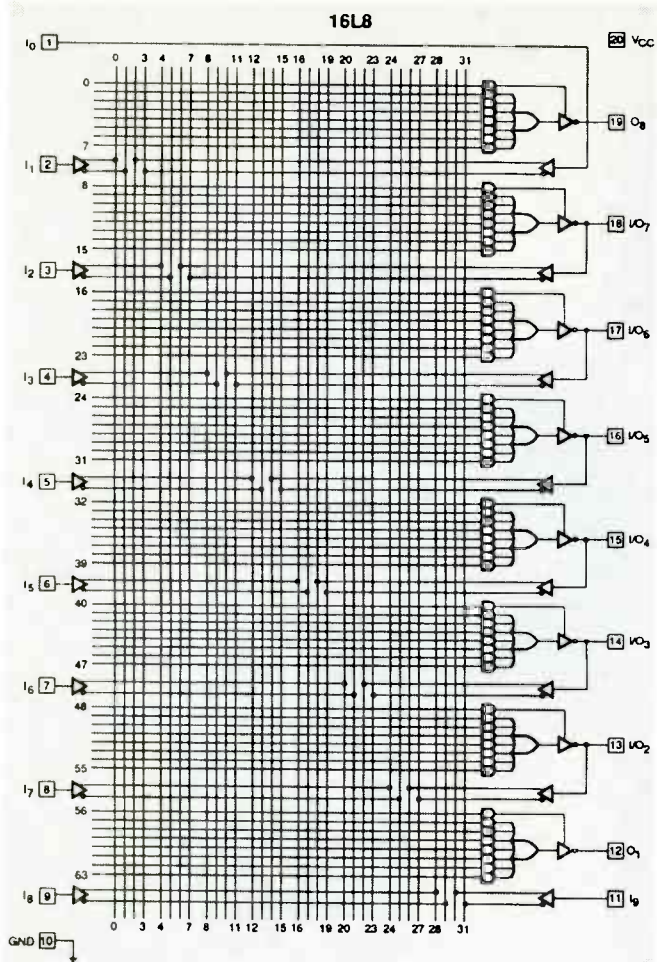 16L8
I0 1
20 VCC
0 3 4 7 8 11 12 15 16 19 20 23 24 27 28 31
0
19 O8
7
I1 2
8
18 I/O7
15
I2 3
16
17 I/O6
23
I3 4
24
16 I/O5
31
I4 5
32
15 I/O4
39
I5 6
40
14 I/O3
47
I6 7
48
13 I/O2
55
I7 8
56
12 O1
63
I8 9
11 I9
0 3 4 7 8 11 12 15 16 19 20 23 24 27 28 31
GND 10